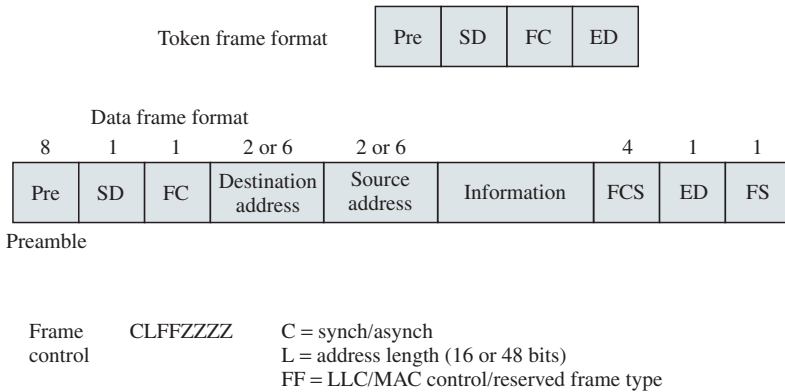 Token frame format
Pre SD FC ED
Data frame format
8 1 1 2 or 6 2 or 6 4 1 1
Pre SD FC Destination address Source address Information FCS ED FS
Preamble
Frame control CLFFZZZZ C = synch/asynch
L = address length (16 or 48 bits)
FF = LLC/MAC control/reserved frame type